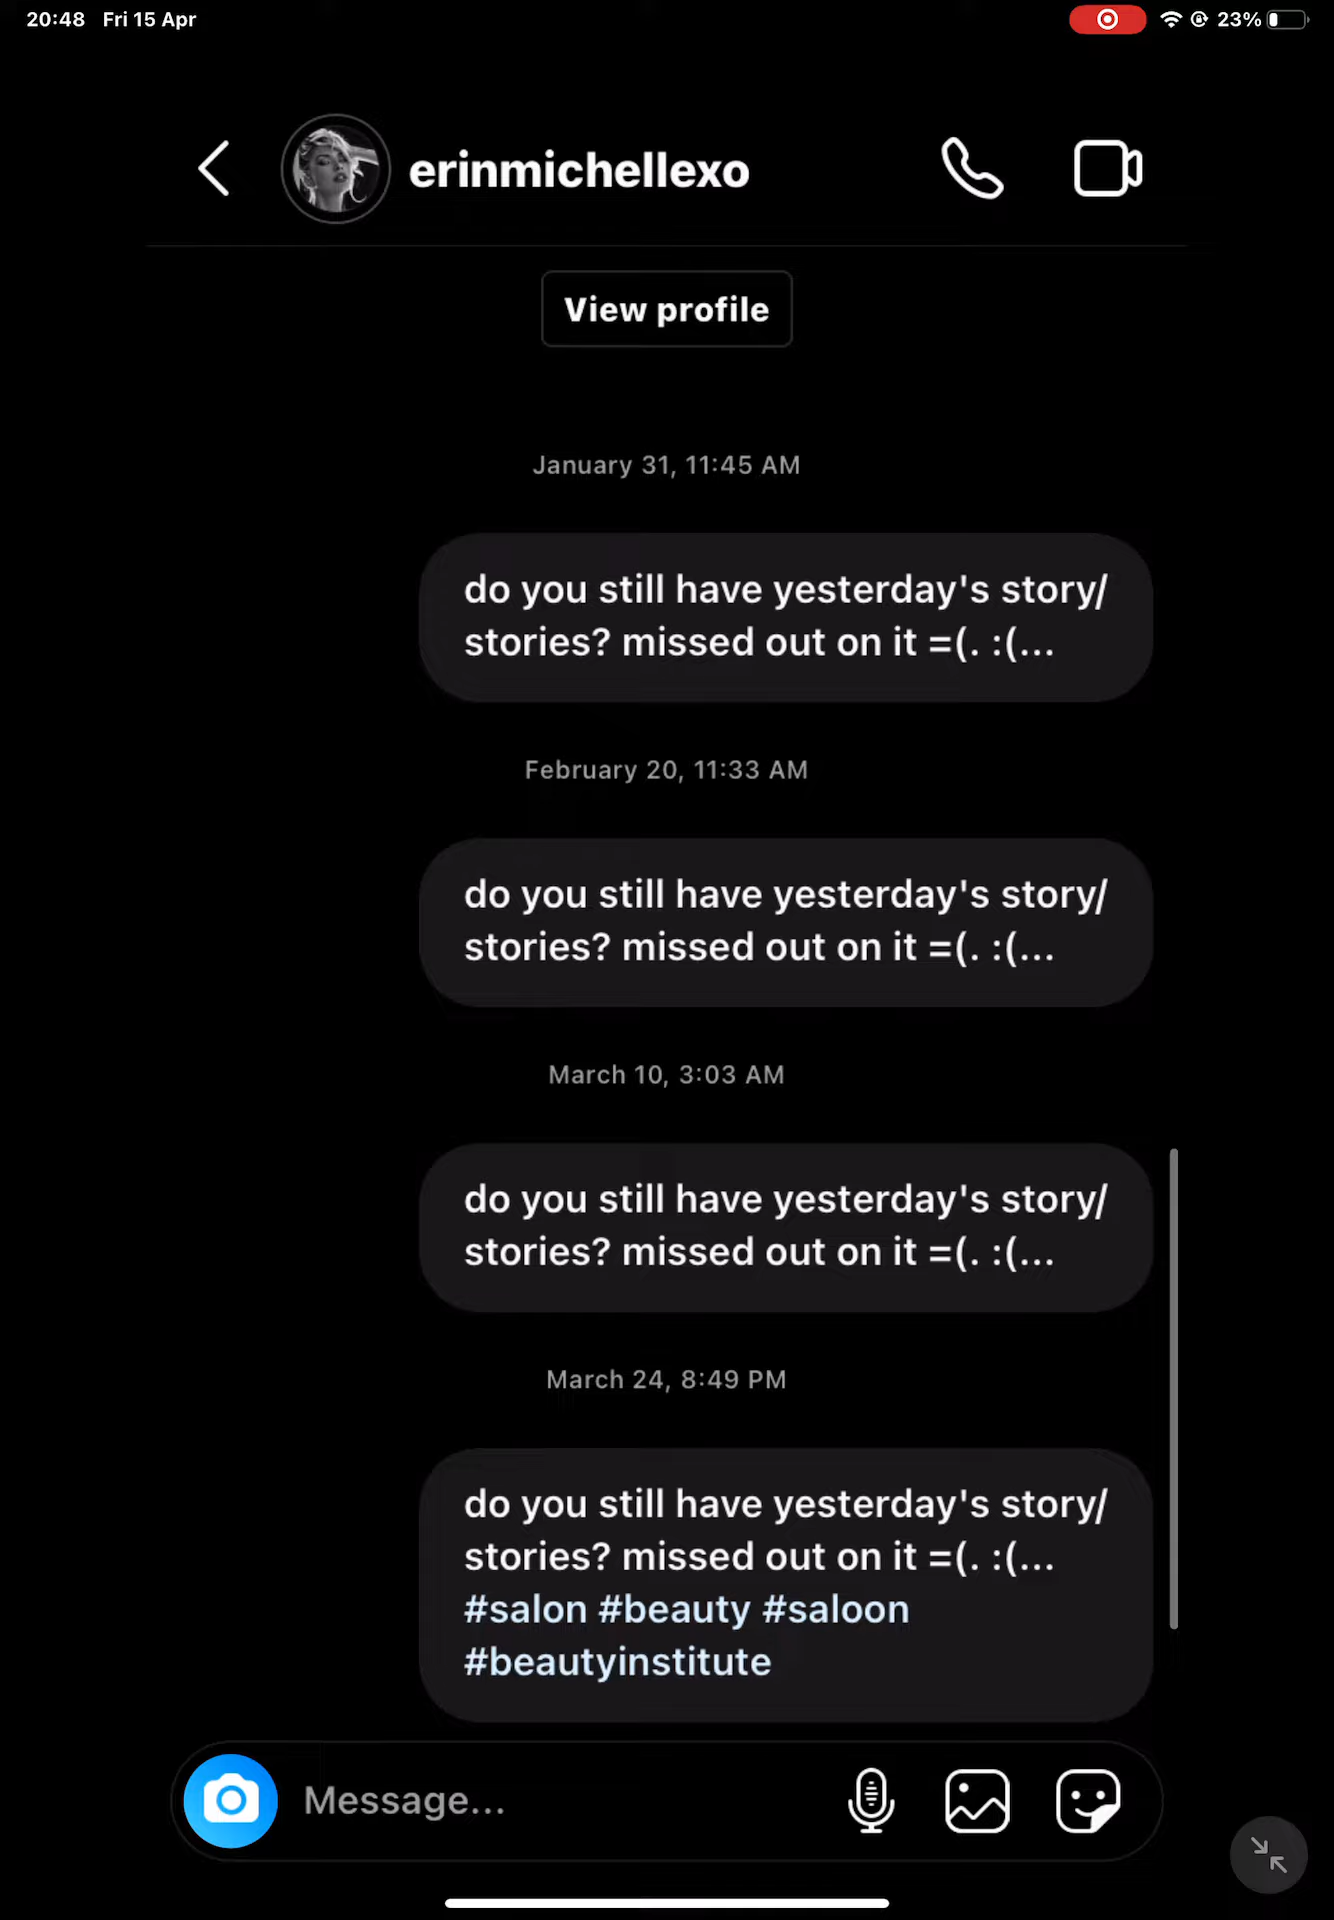 20:48 Fri 15 Apr
23%
erinmichellexo
View profile
January 31, 11:45 AM
do you still have yesterday's story/
stories? missed out on it =(. :(...
February 20, 11:33 AM
do you still have yesterday's story/
stories? missed out on it =(. :(...
March 10, 3:03 AM
do you still have yesterday's story/
stories? missed out on it =(. :(...
March 24, 8:49 PM
do you still have yesterday's story/
stories? missed out on it =(. :(...
#salon #beauty #saloon
#beautyinstitute
Message...